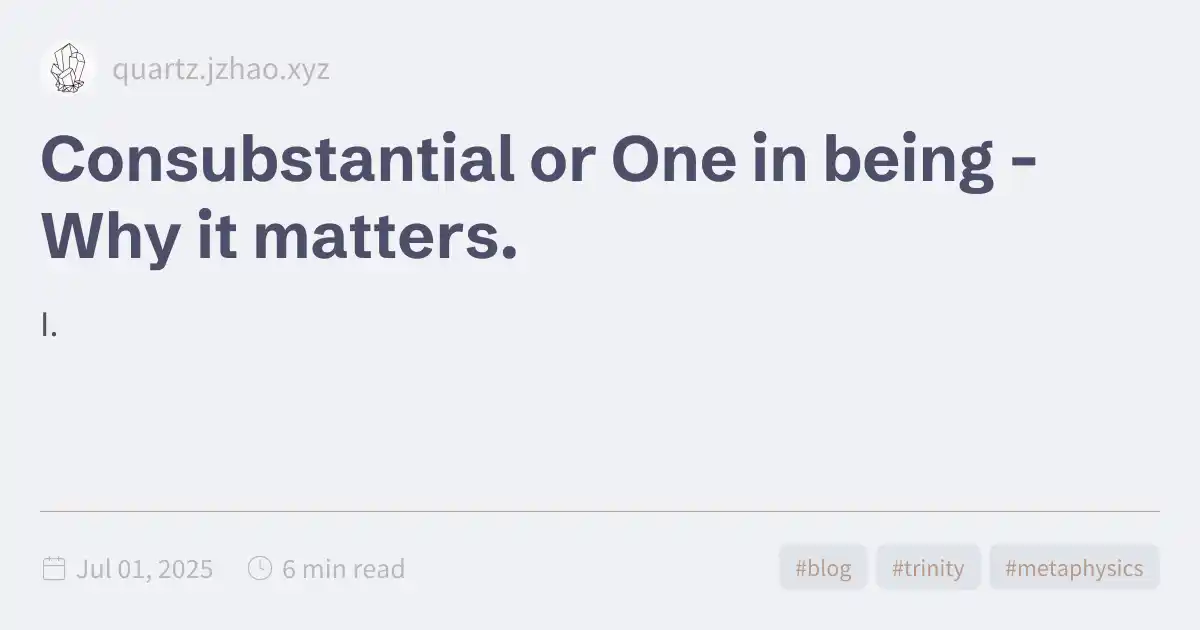 quartz.jzhao.xyz
Consubstantial or One in being -
Why it matters.
I.
Jul 01, 2025
6 min read
#blog
#trinity
#metaphysics